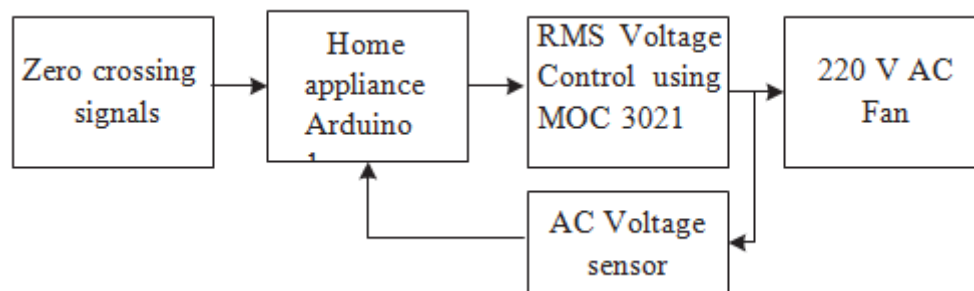 Zero crossing
signals
Home
appliance
Arduino
RMS Voltage
Control using
MOC 3021
220 V AC
Fan
AC Voltage
sensor